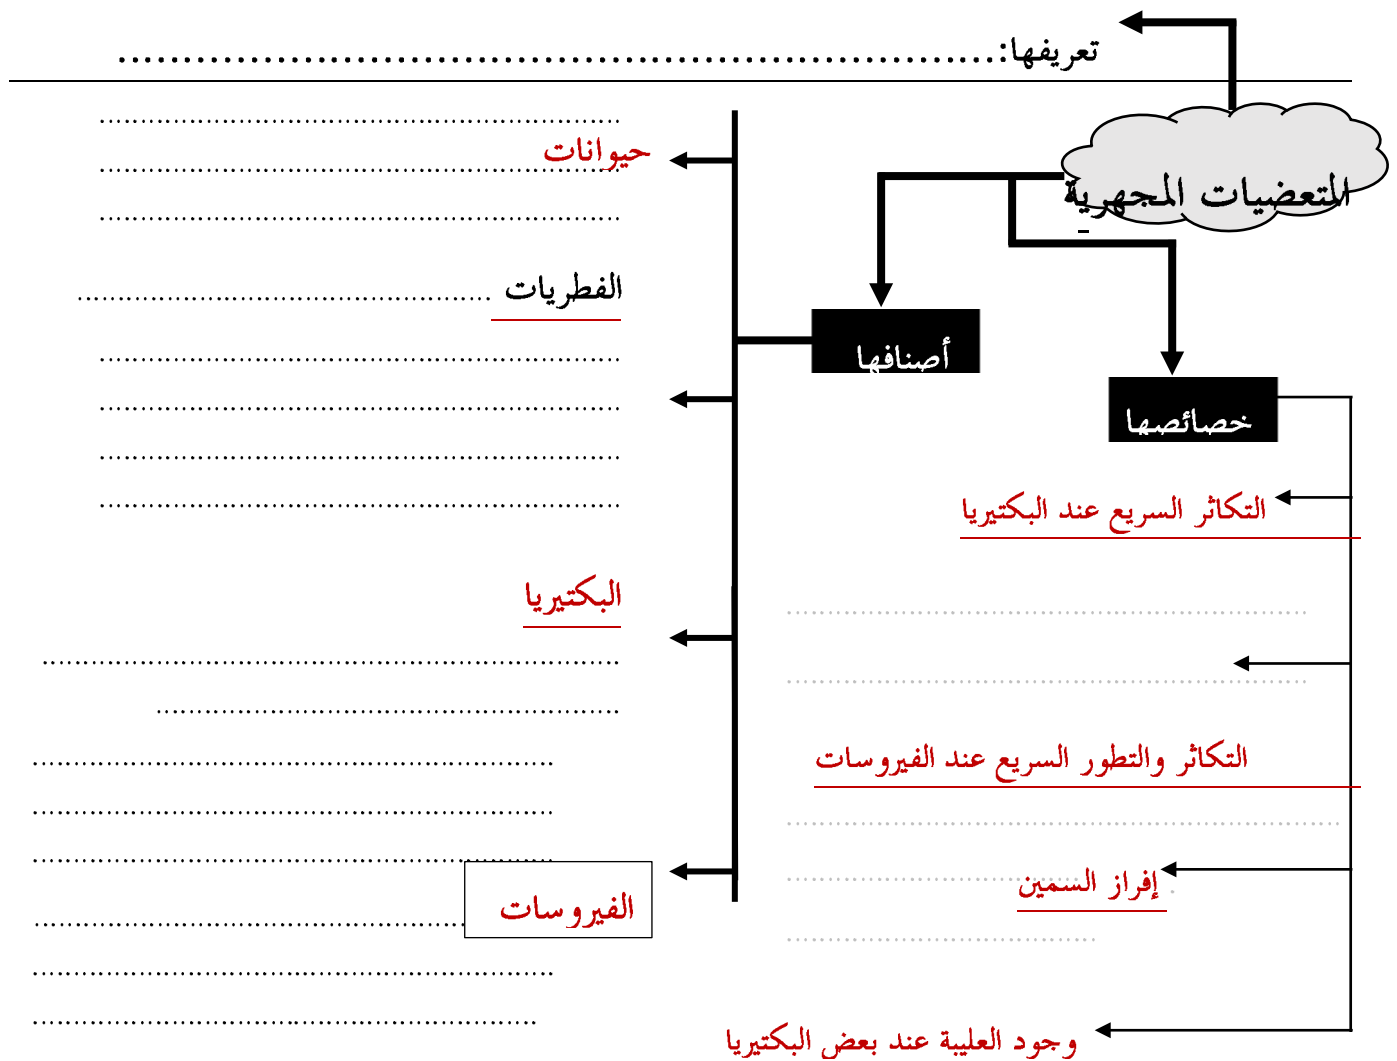 تعريفها:......................................................................
المتعضيات المجهرية
أصنافها
خصائصها
حيوانات
الفطريات
البكتيريا
الفيروسات
التكاثر السريع عند البكتيريا
التكاثر والتطور السريع عند الفيروسات
إفراز السمين
وجود العليبة عند بعض البكتيريا